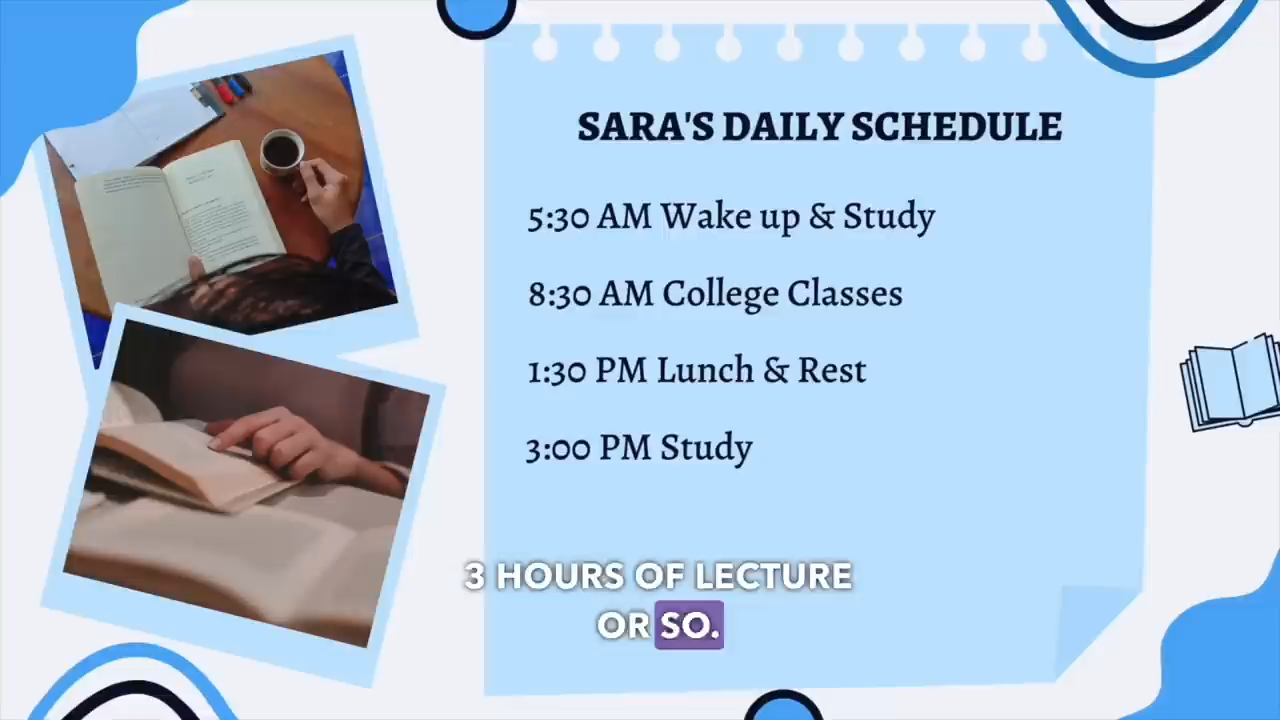 SARA'S DAILY SCHEDULE
5:30 AM Wake up & Study
8:30 AM College Classes
1:30 PM Lunch & Rest
3:00 PM Study
3 HOURS OF LECTURE
OR SO.